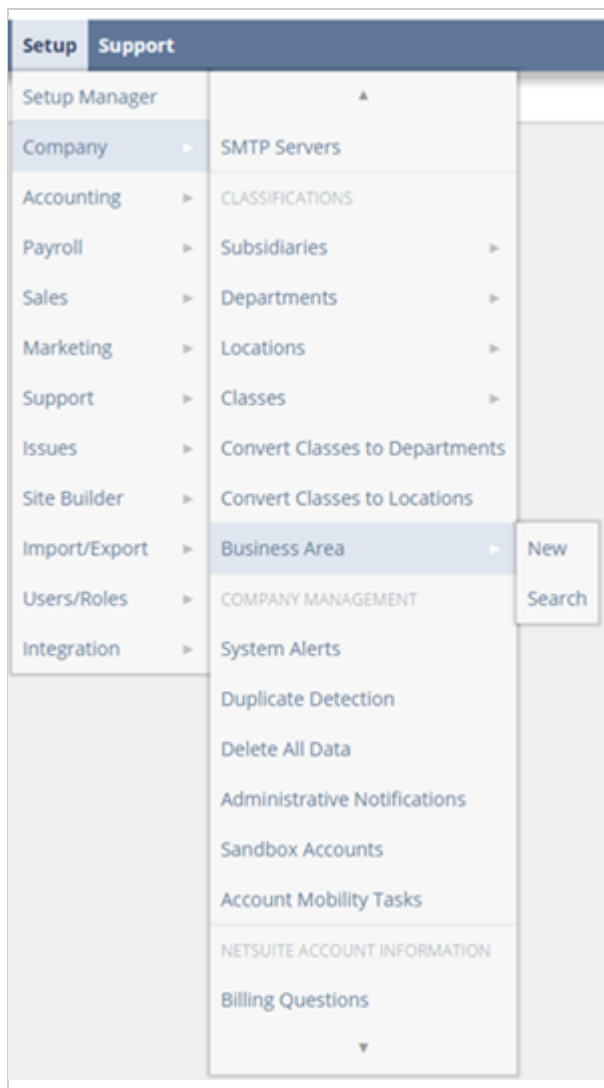 Setup Support
Setup Manager
Company
Accounting
Payroll
Sales
Marketing
Support
Issues
Site Builder
Import/Export
Users/Roles
Integration
SMTP Servers
CLASSIFICATIONS
Subsidiaries
Departments
Locations
Classes
Convert Classes to Departments
Convert Classes to Locations
Business Area
COMPANY MANAGEMENT
System Alerts
Duplicate Detection
Delete All Data
Administrative Notifications
Sandbox Accounts
Account Mobility Tasks
NETSUITE ACCOUNT INFORMATION
Billing Questions
New
Search